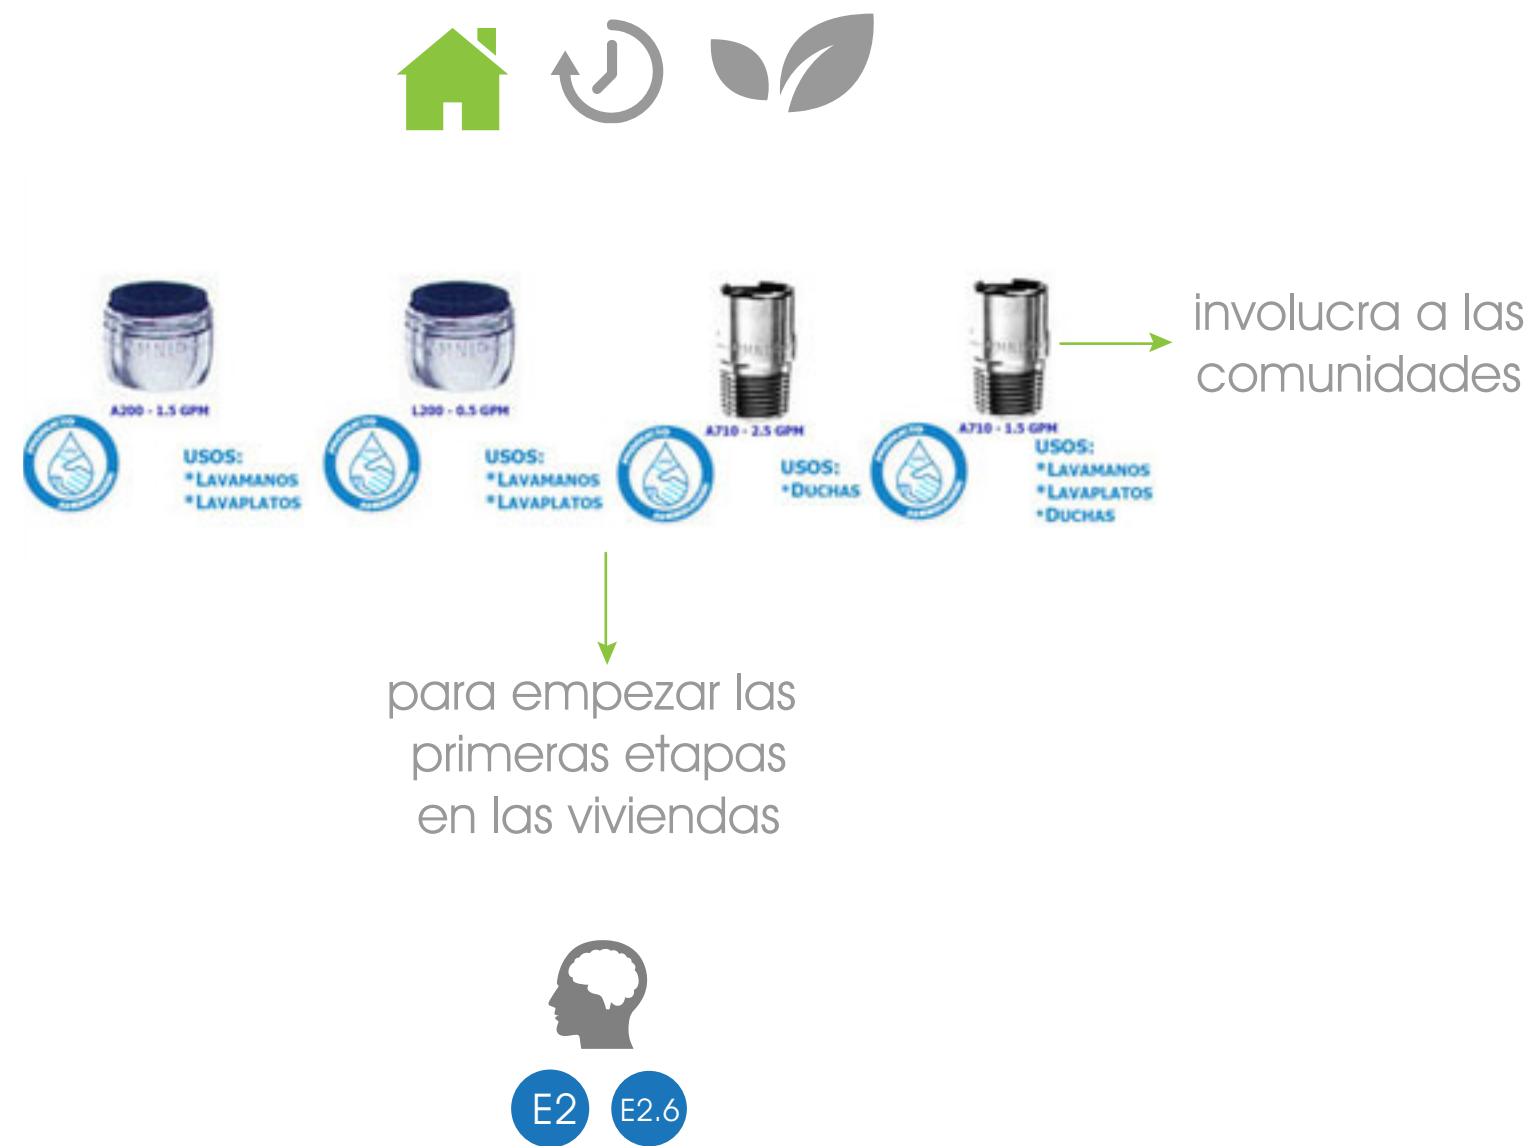 A200 - 1.5 GPM
USOS:
*LAVAMANOS
*LAVAPLATOS
L200 - 0.5 GPM
USOS:
*LAVAMANOS
*LAVAPLATOS
A710 - 2.5 GPM
USOS:
*DUCHAS
A710 - 1.5 GPM
USOS:
*LAVAMANOS
*LAVAPLATOS
*DUCHAS
involucra a las
comunidades
para empezar las
primeras etapas
en las viviendas
E2
E2.6